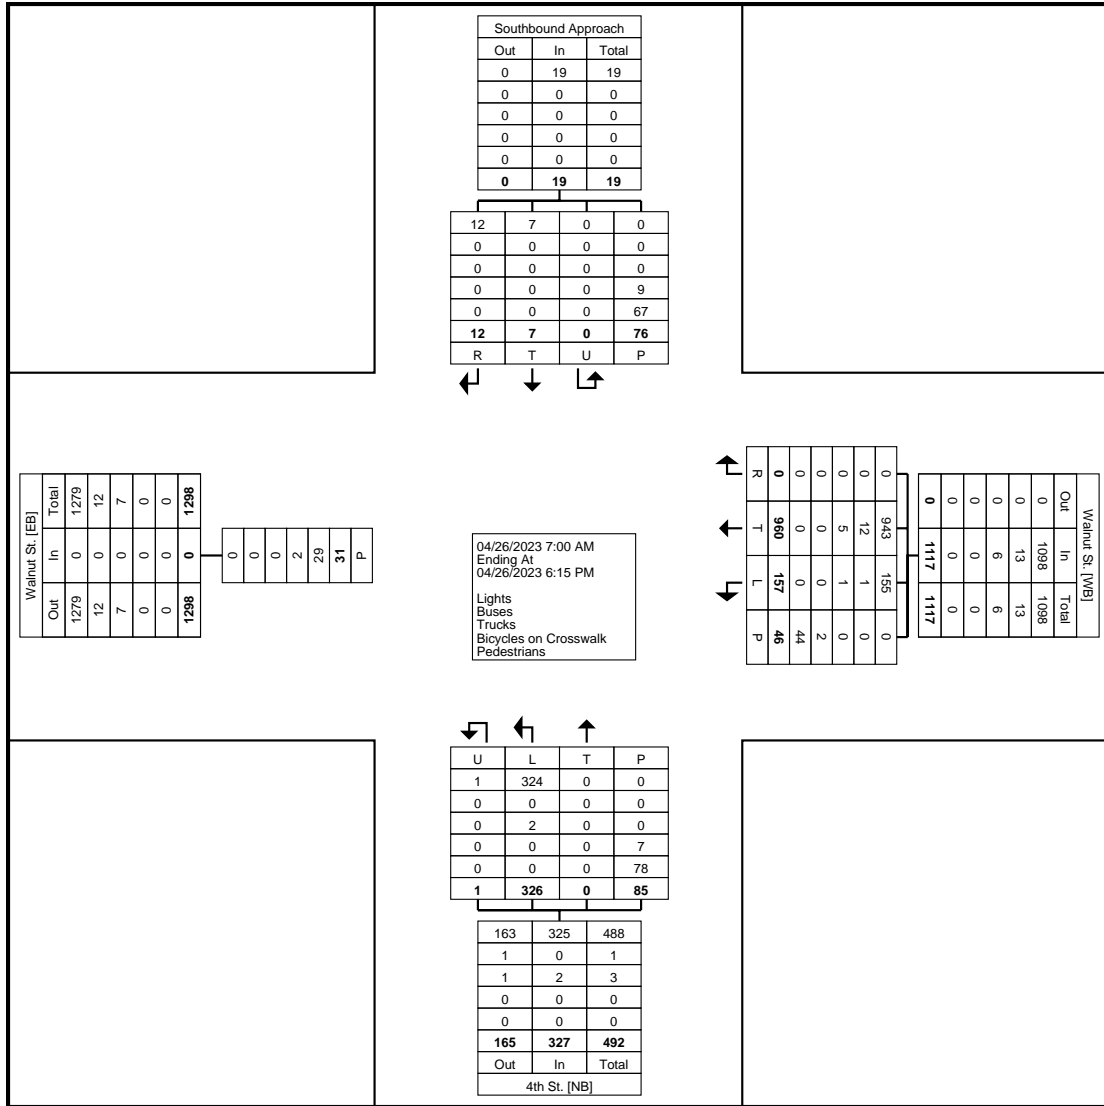 Southbound Approach
Out In Total
0 19 19
0 0 0
0 0 0
0 0 0
0 0 0
0 19 19
12 7 0 0
0 0 0 0
0 0 0 0
0 0 0 9
0 0 0 67
12 7 0 76
R T U P
Walnut St. [EB]
Total 1279 12 7 0 0 1298
In 0 0 0 0 0 0
Out 1279 12 7 0 0 1298
0 0 0 2 29 31 P
04/26/2023 7:00 AM
Ending At
04/26/2023 6:15 PM
Lights
Buses
Trucks
Bicycles on Crosswalk
Pedestrians
R 0 0 0 0 0 0
T 960 0 0 5 12 943
L 157 0 0 1 1 155
P 46 44 2 0 0 0
Walnut St. [WB]
Out In Total
0 1098 1098
0 13 13
0 6 6
0 0 0
0 0 0
0 1117 1117
U L T P
1 324 0 0
0 0 0 0
0 2 0 0
0 0 0 7
0 0 0 78
1 326 0 85
163 325 488
1 0 1
1 2 3
0 0 0
0 0 0
165 327 492
Out In Total
4th St. [NB]